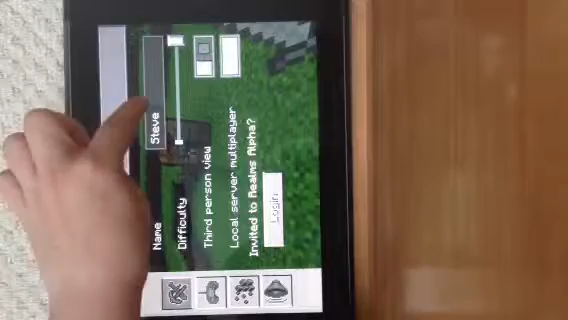 Name Steve
Difficulty
Third person view
Local server multiplayer
Invited to Realms Alpha?
Login